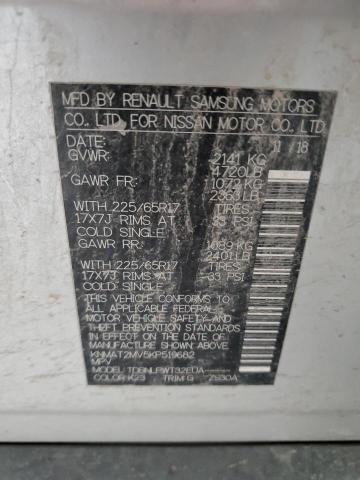 MFD BY RENAULT SAMSUNG MOTORS
CO., LTD. FOR NISSAN MOTOR CO., LTD.
DATE: 11 / 18
GVWR: 2141 KG
4720LB
GAWR FR: 1072 KG
2363LB
WITH 225/65R17 TIRES
17X7J RIMS AT 33 PSI
COLD SINGLE
GAWR RR: 1089 KG
2401LB
WITH 225/65R17 TIRES
17X7J RIMS AT 33 PSI
COLD SINGLE
THIS VEHICLE CONFORMS TO
ALL APPLICABLE FEDERAL
MOTOR VEHICLE SAFETY AND
THEFT PREVENTION STANDARDS
IN EFFECT ON THE DATE OF
MANUFACTURE SHOWN ABOVE.
KNMAT2MV5KP519682
MPV
MODEL
COLOR K23 TRIM G